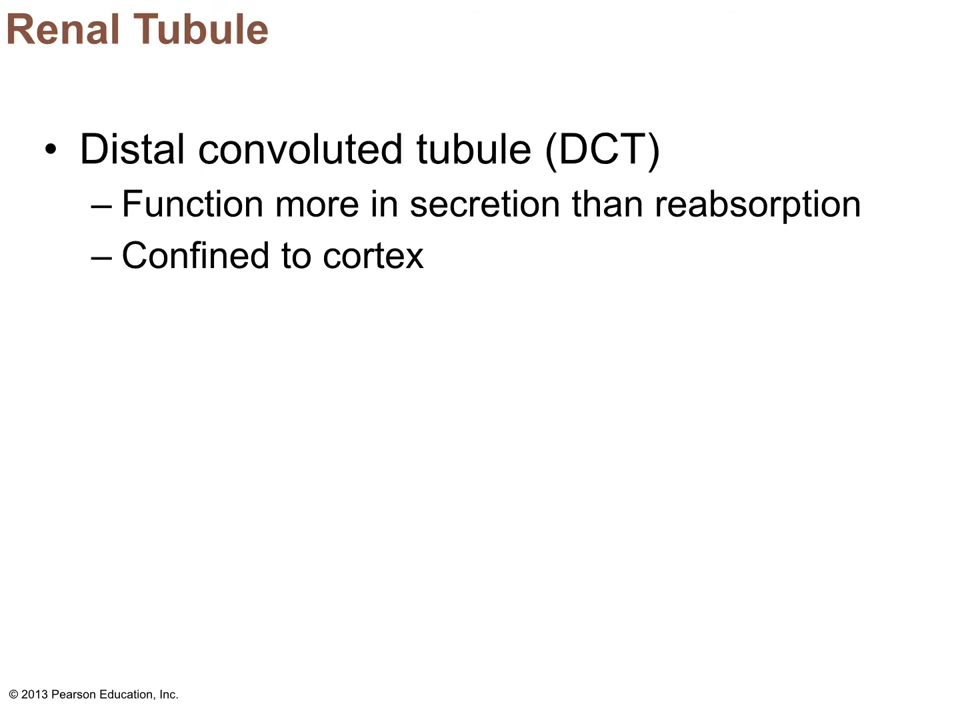 Renal Tubule
• Distal convoluted tubule (DCT)
– Function more in secretion than reabsorption
– Confined to cortex
© 2013 Pearson Education, Inc.